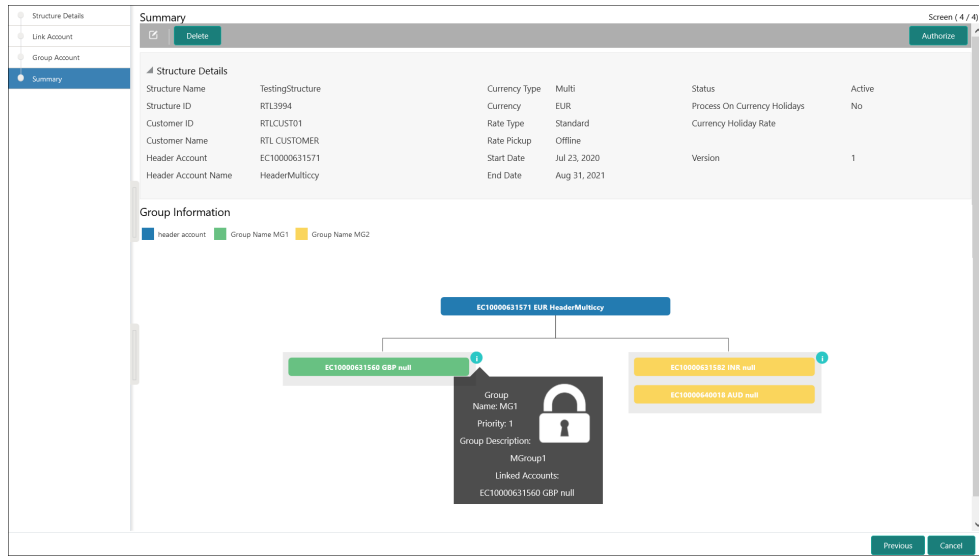 Structure Details
Link Account
Group Account
Summary
Summary
Screen ( 4 / 4)
Delete
Authorize
Structure Details
Structure Name TestingStructure Currency Type Multi Status Active
Structure ID RTL3994 Currency EUR Process On Currency Holidays No
Customer ID RTLCUST01 Rate Type Standard Currency Holiday Rate
Customer Name RTL CUSTOMER Rate Pickup Offline
Header Account EC10000631571 Start Date Jul 23, 2020 Version 1
Header Account Name HeaderMulticcy End Date Aug 31, 2021
Group Information
header account Group Name MG1 Group Name MG2
EC10000631571 EUR HeaderMulticcy
EC10000631560 GBP null
i
EC10000631582 INR null
i
EC10000640016 AUD null
Group
Name: MG1
Priority: 1
Group Description:
MGroup1
Linked Accounts:
EC10000631560 GBP null
Previous Cancel